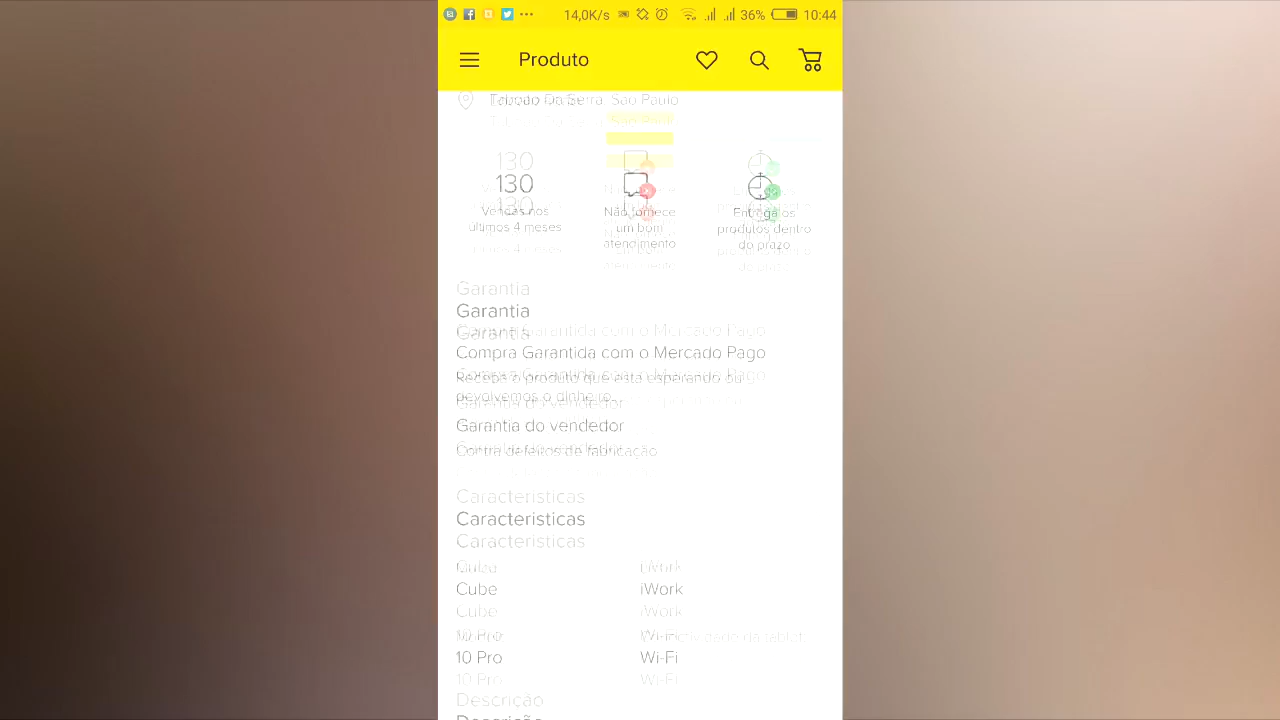 14,0K/s 36% 10:44
Produto
Taboão Da Serra, Sao Paulo
130
Vendas nos
últimos 4 meses
Não fornece
um bom
atendimento
Entrega os
produtos dentro
do prazo
Garantia
Compra Garantida com o Mercado Pago
Receba o produto que está esperando ou
devolvemos o dinheiro
Garantia do vendedor
Contra defeitos de fabricação
Características
Cube iWork
10 Pro Wi-Fi
Descrição